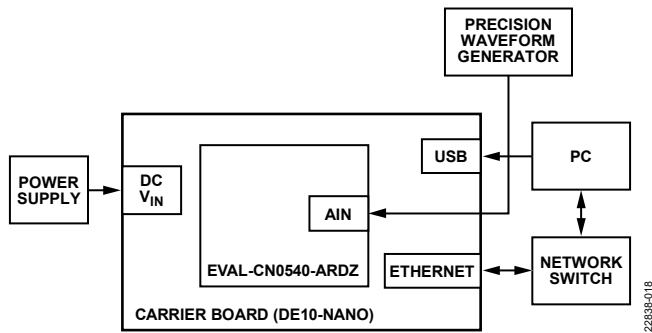 PRECISION
WAVEFORM
GENERATOR
USB
PC
POWER
SUPPLY
DC
VIN
AIN
EVAL-CN0540-ARDZ
ETHERNET
NETWORK
SWITCH
CARRIER BOARD (DE10-NANO)
22838-018